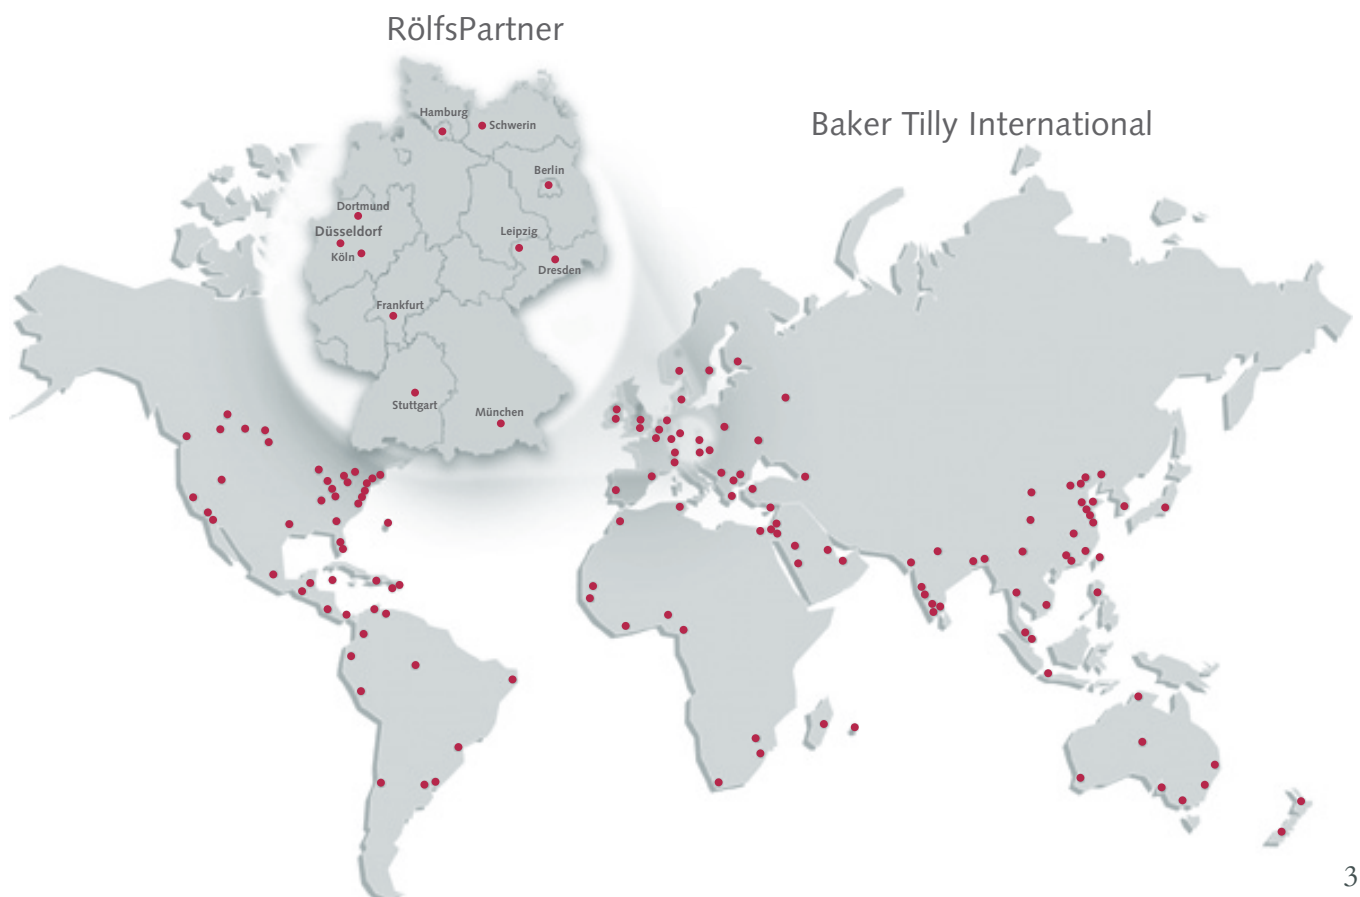 RölfsPartner
Baker Tilly International
Hamburg
Schwerin
Berlin
Dortmund
Düsseldorf
Köln
Leipzig
Dresden
Frankfurt
Stuttgart
München
3